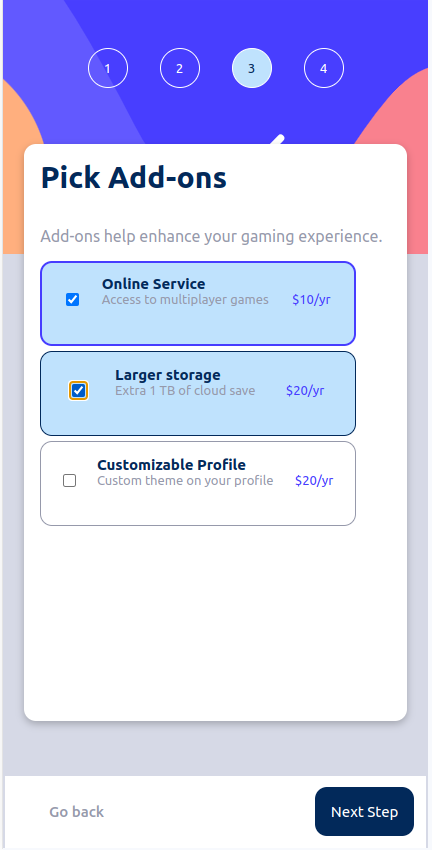 1 2 3 4
Pick Add-ons
Add-ons help enhance your gaming experience.
Online Service
Access to multiplayer games $10/yr
Larger storage
Extra 1 TB of cloud save $20/yr
Customizable Profile
Custom theme on your profile $20/yr
Go back Next Step